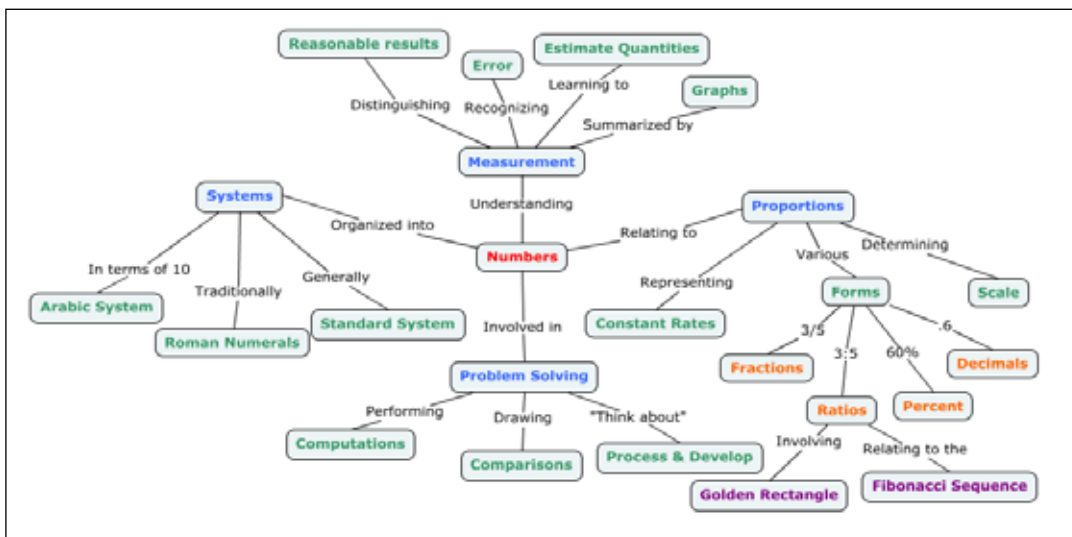 Reasonable results
Estimate Quantities
Error
Graphs
Distinguishing
Recognizing
Learning to
Summarized by
Measurement
Systems
Understanding
Proportions
Organized into
Relating to
Numbers
In terms of 10
Traditionally
Generally
Arabic System
Roman Numerals
Standard System
Representing
Various
Determining
Constant Rates
Forms
Scale
Involved in
3/5
3:5
60%
.6
Fractions
Decimals
Ratios
Percent
Problem Solving
Performing
Drawing
"Think about"
Computations
Comparisons
Process & Develop
Involving
Relating to the
Golden Rectangle
Fibonacci Sequence